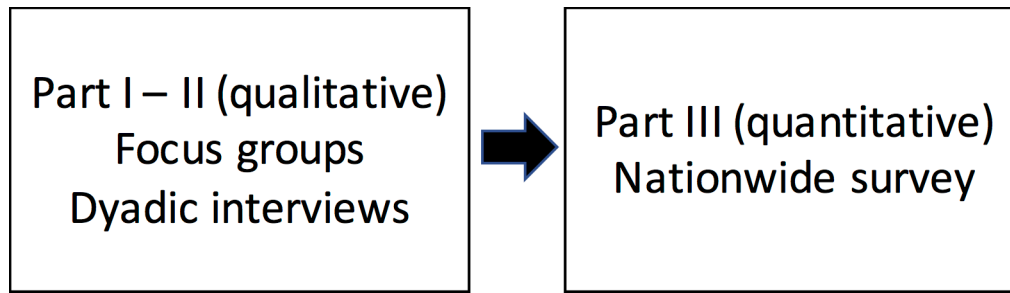 Part I – II (qualitative)
Focus groups
Dyadic interviews
Part III (quantitative)
Nationwide survey